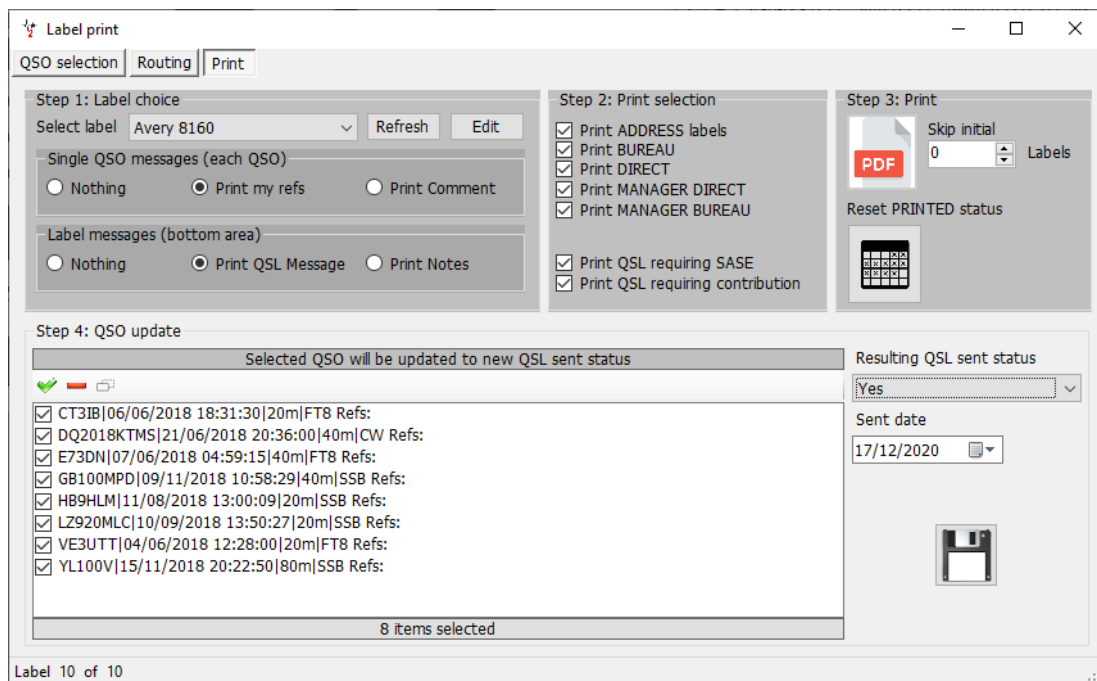 Label print
QSO selection Routing Print
Step 1: Label choice
Select label Avery 8160 Refresh Edit
Single QSO messages (each QSO)
Nothing Print my refs Print Comment
Label messages (bottom area)
Nothing Print QSL Message Print Notes
Step 2: Print selection
Print ADDRESS labels
Print BUREAU
Print DIRECT
Print MANAGER DIRECT
Print MANAGER BUREAU
Print QSL requiring SASE
Print QSL requiring contribution
Step 3: Print
PDF
Skip initial
0 Labels
Reset PRINTED status
Step 4: QSO update
Selected QSO will be updated to new QSL sent status
CT3IB|06/06/2018 18:31:30|20m|FT8 Refs:
DQ2018KTMS|21/06/2018 20:36:00|40m|CW Refs:
E73DN|07/06/2018 04:59:15|40m|FT8 Refs:
GB100MPD|09/11/2018 10:58:29|40m|SSB Refs:
HB9HLM|11/08/2018 13:00:09|20m|SSB Refs:
LZ920MLC|10/09/2018 13:50:27|20m|SSB Refs:
VE3UTT|04/06/2018 12:28:00|20m|FT8 Refs:
YL100V|15/11/2018 20:22:50|80m|SSB Refs:
8 items selected
Resulting QSL sent status
Yes
Sent date
17/12/2020
Label 10 of 10